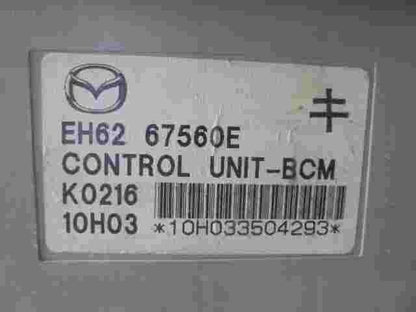 EH62 67560E
CONTROL UNIT-BCM
K0216
10H03 *10H033504293*